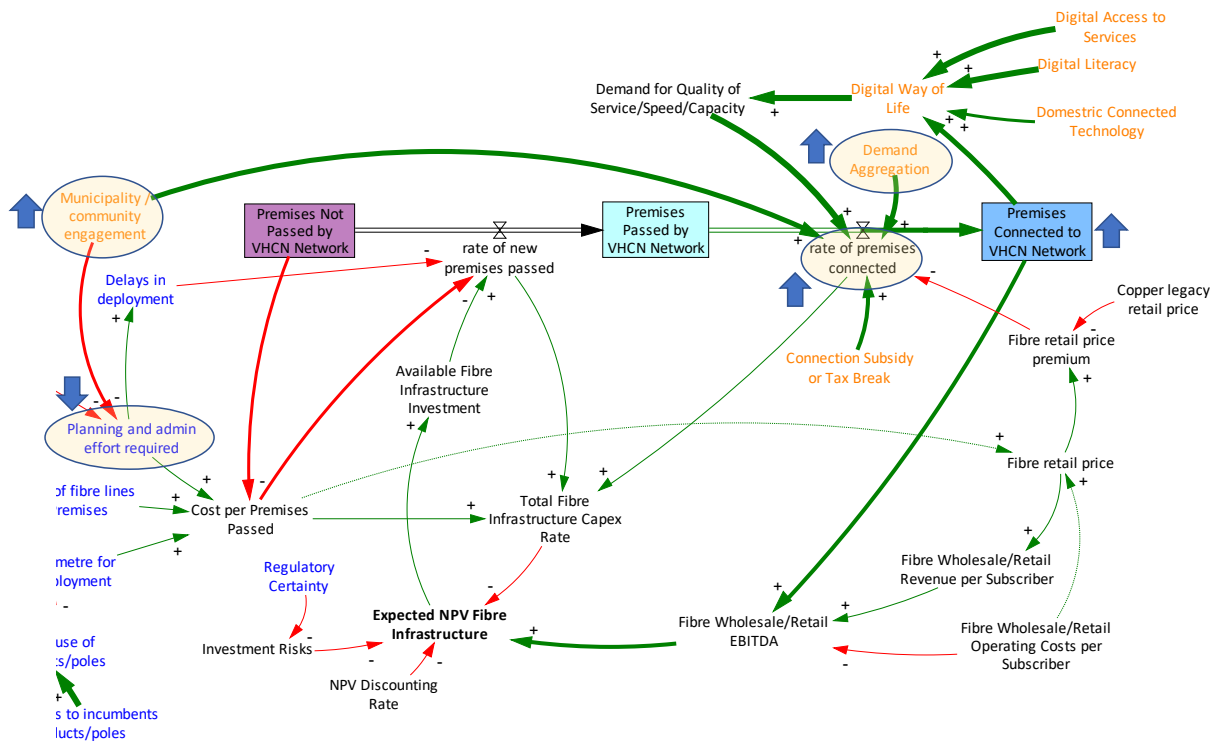 Digital Access to
Services
Digital Literacy
Demand for Quality of
Service/Speed/Capacity
Digital Way of
Life
Domestric Connected
Technology
Demand
Aggregation
Municipality /
community
engagement
Premises Not
Passed by
VHCN Network
Premises
Passed by
VHCN Network
Premises
Connected to
VHCN Network
rate of new
premises passed
rate of premises
connected
Delays in
deployment
Copper legacy
retail price
Fibre retail price
premium
Connection Subsidy
or Tax Break
Available Fibre
Infrastructure
Investment
Planning and admin
effort required
Fibre retail price
of fibre lines
remises
Cost per Premises
Passed
Total Fibre
Infrastructure Capex
Rate
metre for
loyment
Regulatory
Certainty
Fibre Wholesale/Retail
Revenue per Subscriber
Expected NPV Fibre
Infrastructure
Fibre Wholesale/Retail
EBITDA
Fibre Wholesale/Retail
Operating Costs per
Subscriber
use of
ts/poles
Investment Risks
NPV Discounting
Rate
s to incumbents
lucts/poles